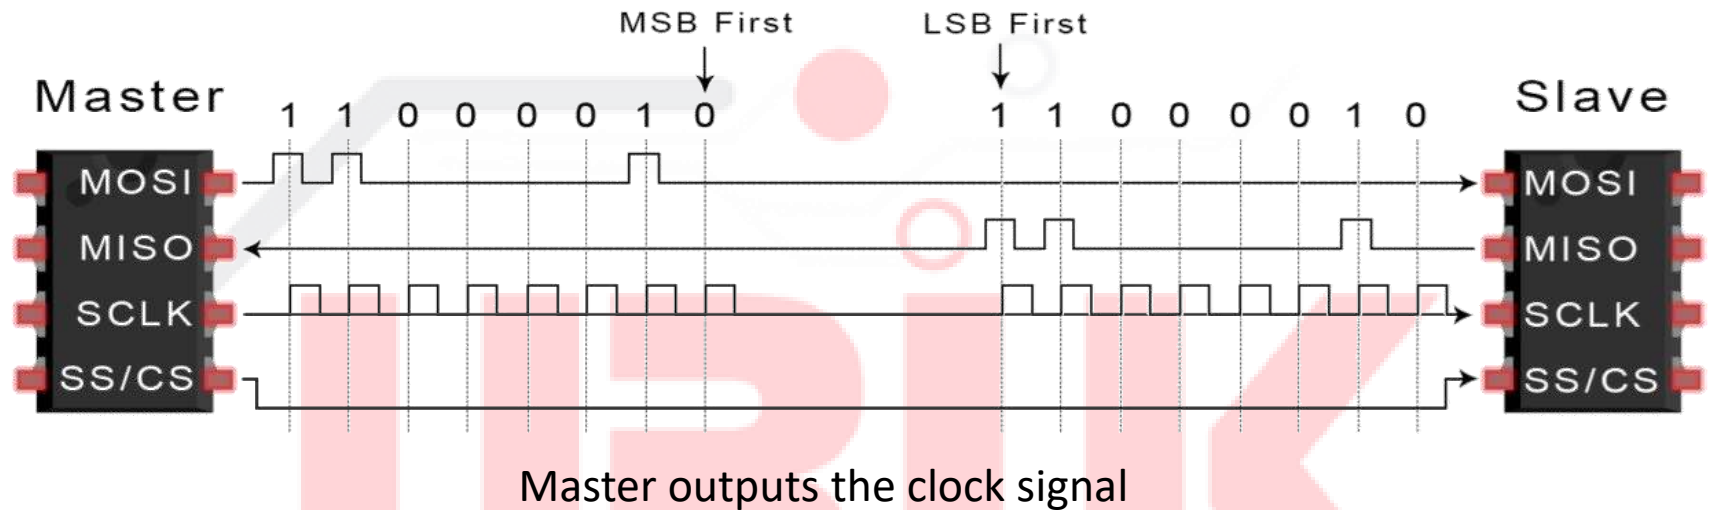 MSB First LSB First
Master 1 1 0 0 0 0 1 0 1 1 0 0 0 0 1 0 Slave
MOSI MOSI
MISO MISO
SCLK SCLK
SS/CS SS/CS
Master outputs the clock signal